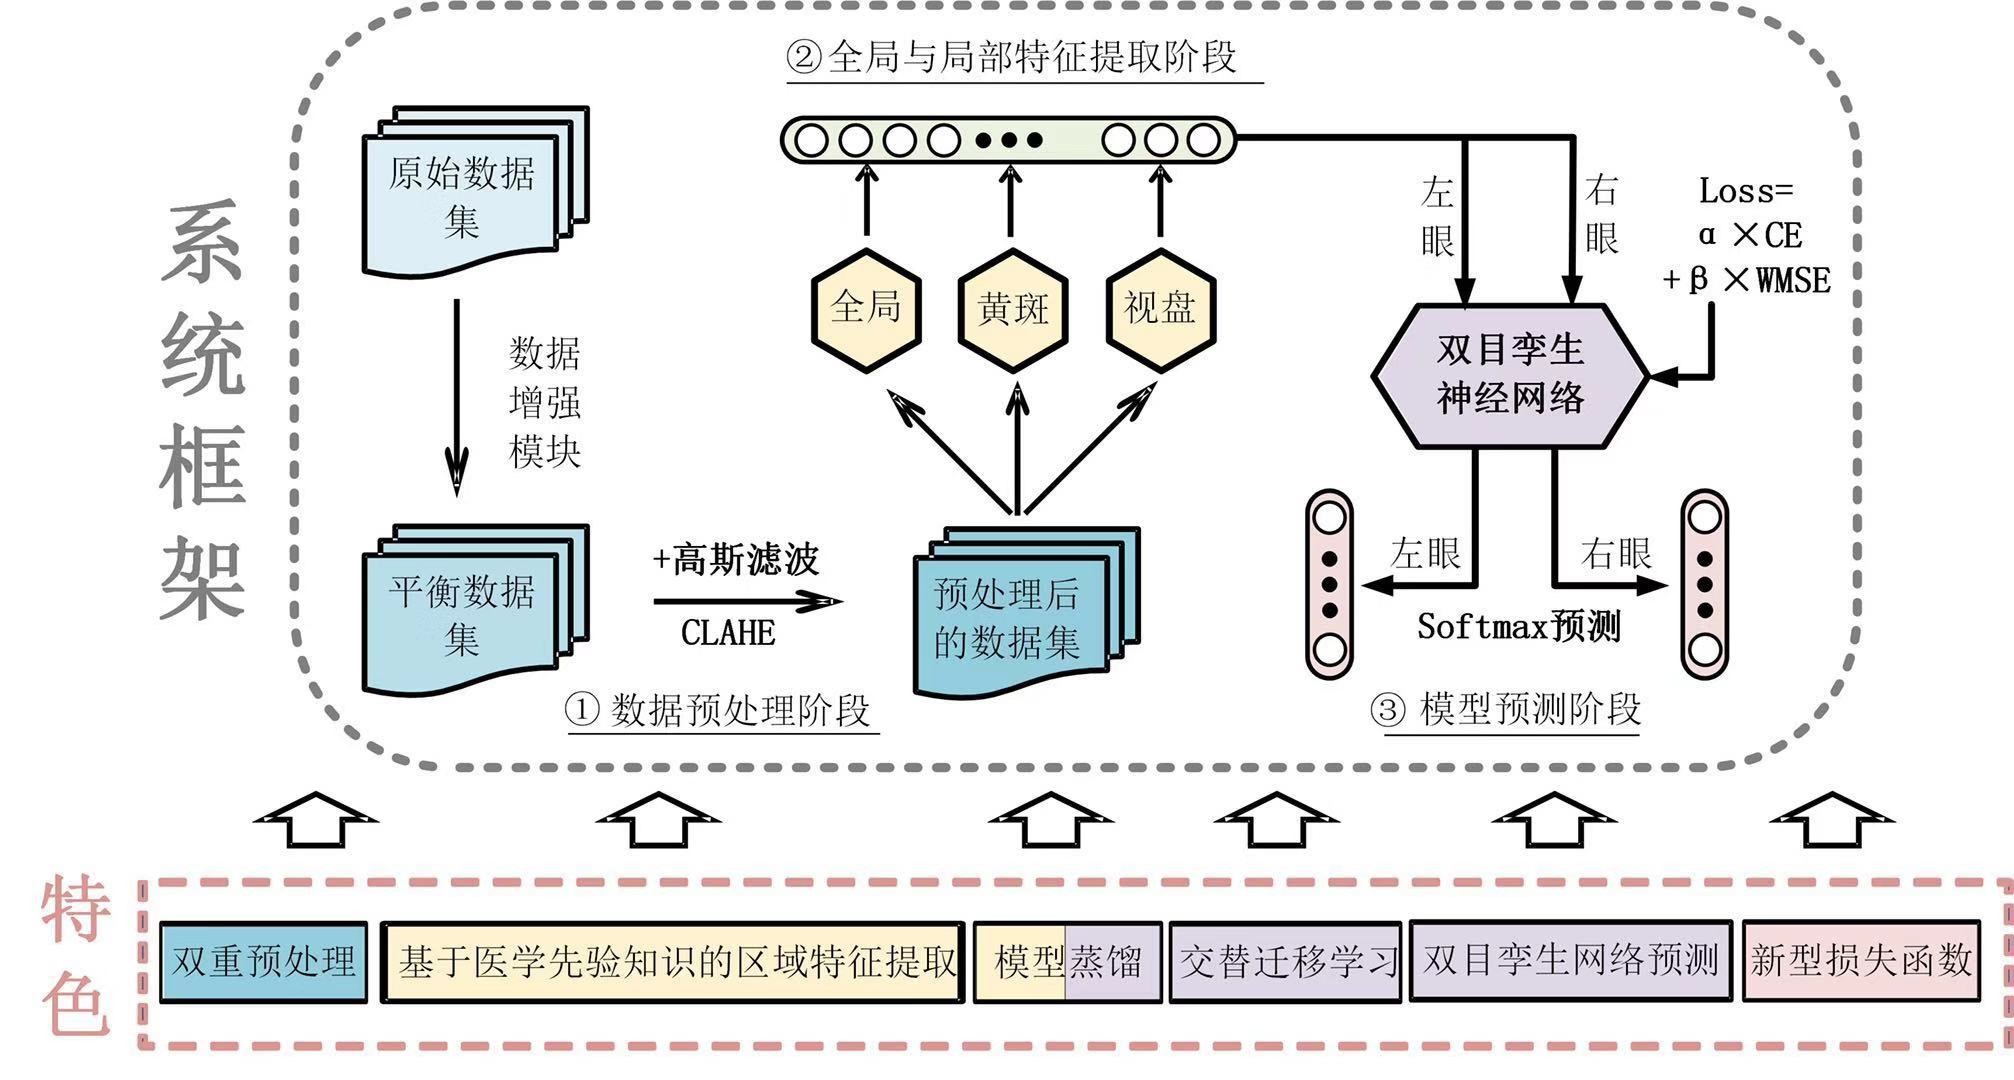 系统框架
②全局与局部特征提取阶段
原始数据
集
数据
增强
模块
平衡数据
集
+高斯滤波
CLAHE
预处理后
的数据集
①数据预处理阶段
全局
黄斑
视盘
左眼
右眼
Loss=
α×CE
+β×WMSE
双目孪生
神经网络
左眼
右眼
Softmax预测
③ 模型预测阶段
特色
双重预处理
基于医学先验知识的区域特征提取
模型蒸馏
交替迁移学习
双目孪生网络预测
新型损失函数